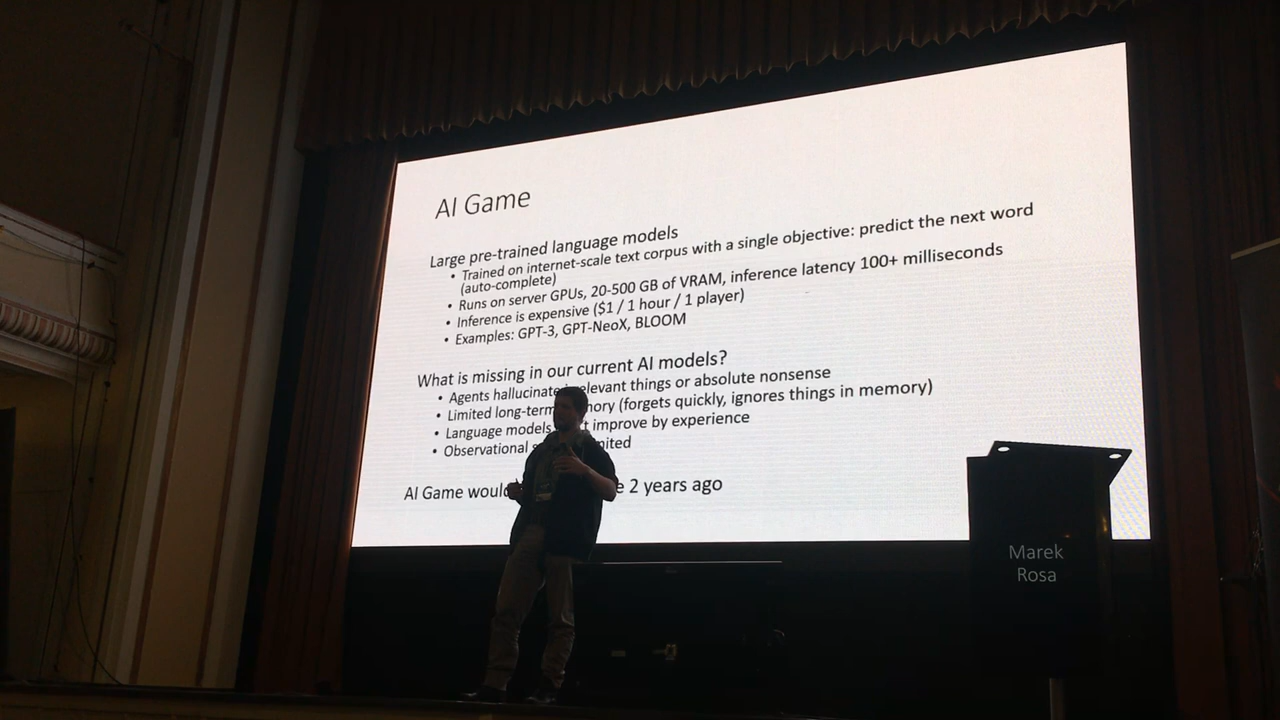 AI Game
Large pre-trained language models
• Trained on internet-scale text corpus with a single objective: predict the next word
(auto-complete)
• Runs on server GPUs, 20-500 GB of VRAM, inference latency 100+ milliseconds
• Inference is expensive ($1 / 1 hour / 1 player)
• Examples: GPT-3, GPT-NeoX, BLOOM
What is missing in our current AI models?
• Agents hallucinate relevant things or absolute nonsense
• Limited long-term (forgets quickly, ignores things in memory)
• Language models improve by experience
• Observational
AI Game 2 years ago
Marek
Rosa